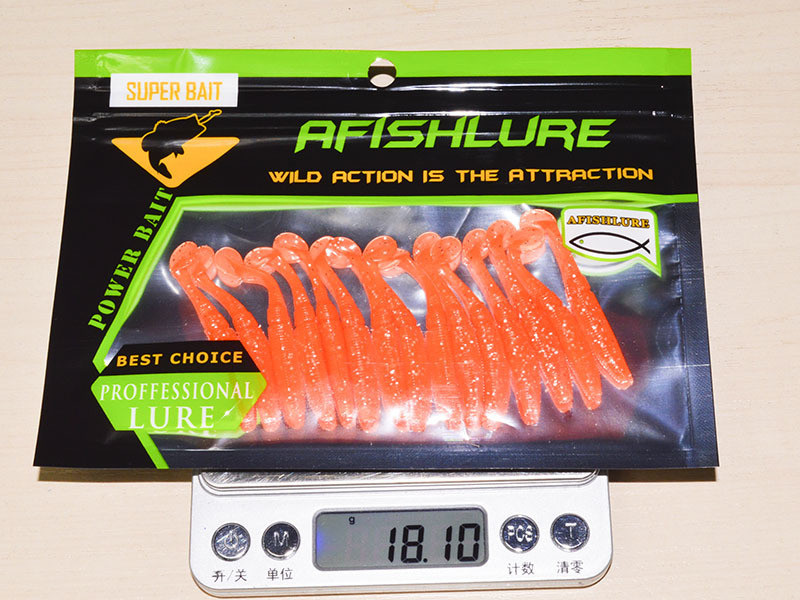 SUPER BAIT
AFISHLURE
WILD ACTION IS THE ATTRACTION
POWER BAIT
AFISHLURE
BEST CHOICE
PROFFESSIONAL
LURE
g
18.10
M
PCS
T
开/关
单位
计数
清零